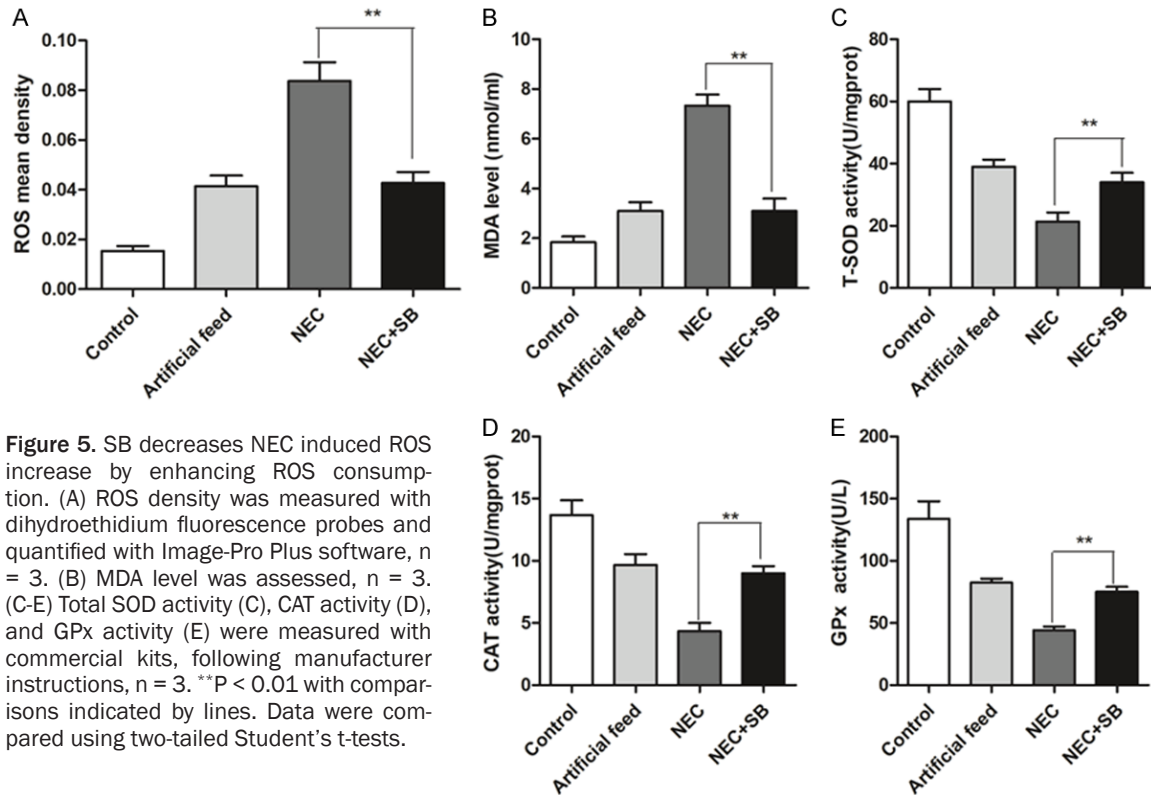 A
**
ROS mean density
0.10
0.08
0.06
0.04
0.02
0.00
Control
Artificial feed
NEC
NEC+SB
B
**
MDA level (nmol/ml)
10
8
6
4
2
0
Control
Artificial feed
NEC
NEC+SB
C
**
T-SOD activity(U/mgprot)
80
60
40
20
0
Control
Artificial feed
NEC
NEC+SB
Figure 5. SB decreases NEC induced ROS
increase by enhancing ROS consump-
tion. (A) ROS density was measured with
dihydroethidium fluorescence probes and
quantified with Image-Pro Plus software, n
= 3. (B) MDA level was assessed, n = 3.
(C-E) Total SOD activity (C), CAT activity (D),
and GPx activity (E) were measured with
commercial kits, following manufacturer
instructions, n = 3. **P < 0.01 with compar-
isons indicated by lines. Data were com-
pared using two-tailed Student's t-tests.
D
**
CAT activity(U/mgprot)
20
15
10
5
0
Control
Artificial feed
NEC
NEC+SB
E
**
GPx activity(U/L)
200
150
100
50
0
Control
Artificial feed
NEC
NEC+SB